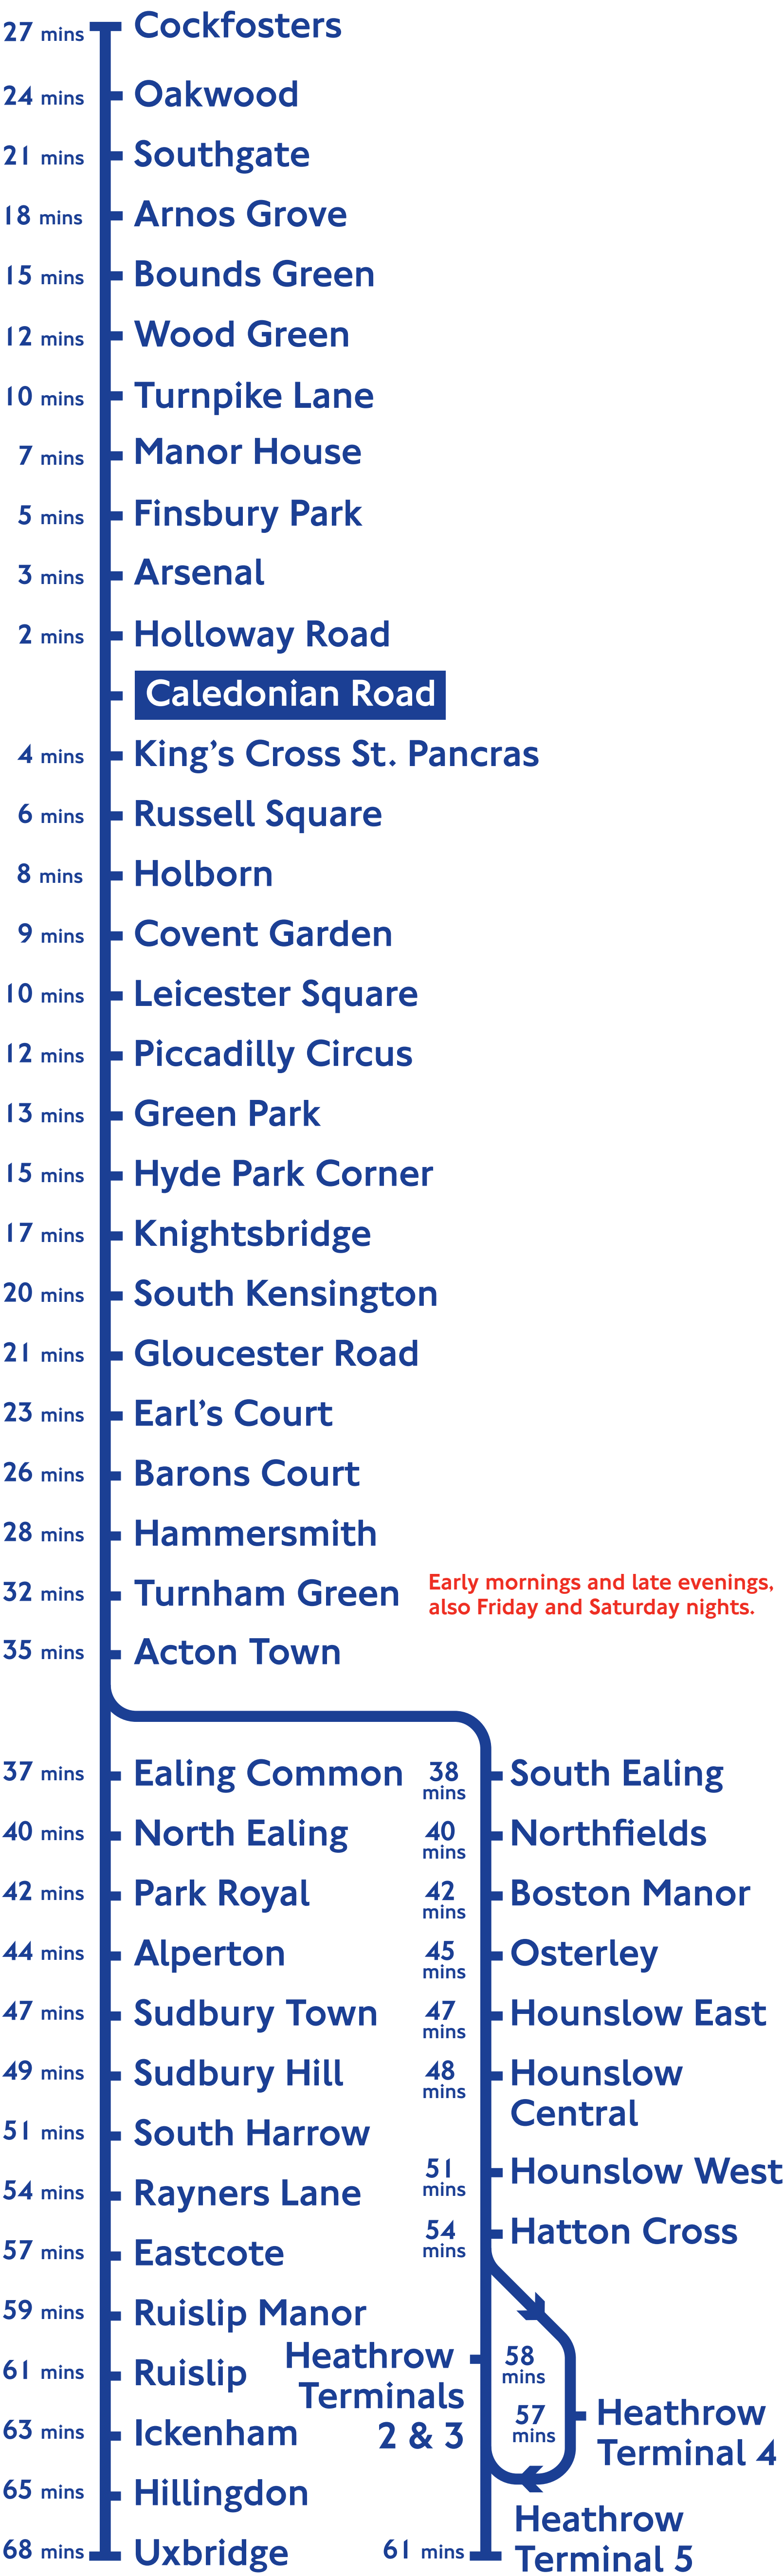 27 mins Cockfosters
24 mins Oakwood
21 mins Southgate
18 mins Arnos Grove
15 mins Bounds Green
12 mins Wood Green
10 mins Turnpike Lane
7 mins Manor House
5 mins Finsbury Park
3 mins Arsenal
2 mins Holloway Road
Caledonian Road
4 mins King's Cross St. Pancras
6 mins Russell Square
8 mins Holborn
9 mins Covent Garden
10 mins Leicester Square
12 mins Piccadilly Circus
13 mins Green Park
15 mins Hyde Park Corner
17 mins Knightsbridge
20 mins South Kensington
21 mins Gloucester Road
23 mins Earl's Court
26 mins Barons Court
28 mins Hammersmith
32 mins Turnham Green
Early mornings and late evenings,
also Friday and Saturday nights.
35 mins Acton Town
37 mins Ealing Common
40 mins North Ealing
42 mins Park Royal
44 mins Alperton
47 mins Sudbury Town
49 mins Sudbury Hill
51 mins South Harrow
54 mins Rayners Lane
57 mins Eastcote
59 mins Ruislip Manor
61 mins Ruislip
63 mins Ickenham
65 mins Hillingdon
68 mins Uxbridge
38
mins
South Ealing
40
mins
Northfields
42
mins
Boston Manor
45
mins
Osterley
47
mins
Hounslow East
48
mins
Hounslow
Central
51
mins
Hounslow West
54
mins
Hatton Cross
Heathrow
Terminals
2 & 3
58
mins
57
mins
Heathrow
Terminal 4
61 mins
Heathrow
Terminal 5